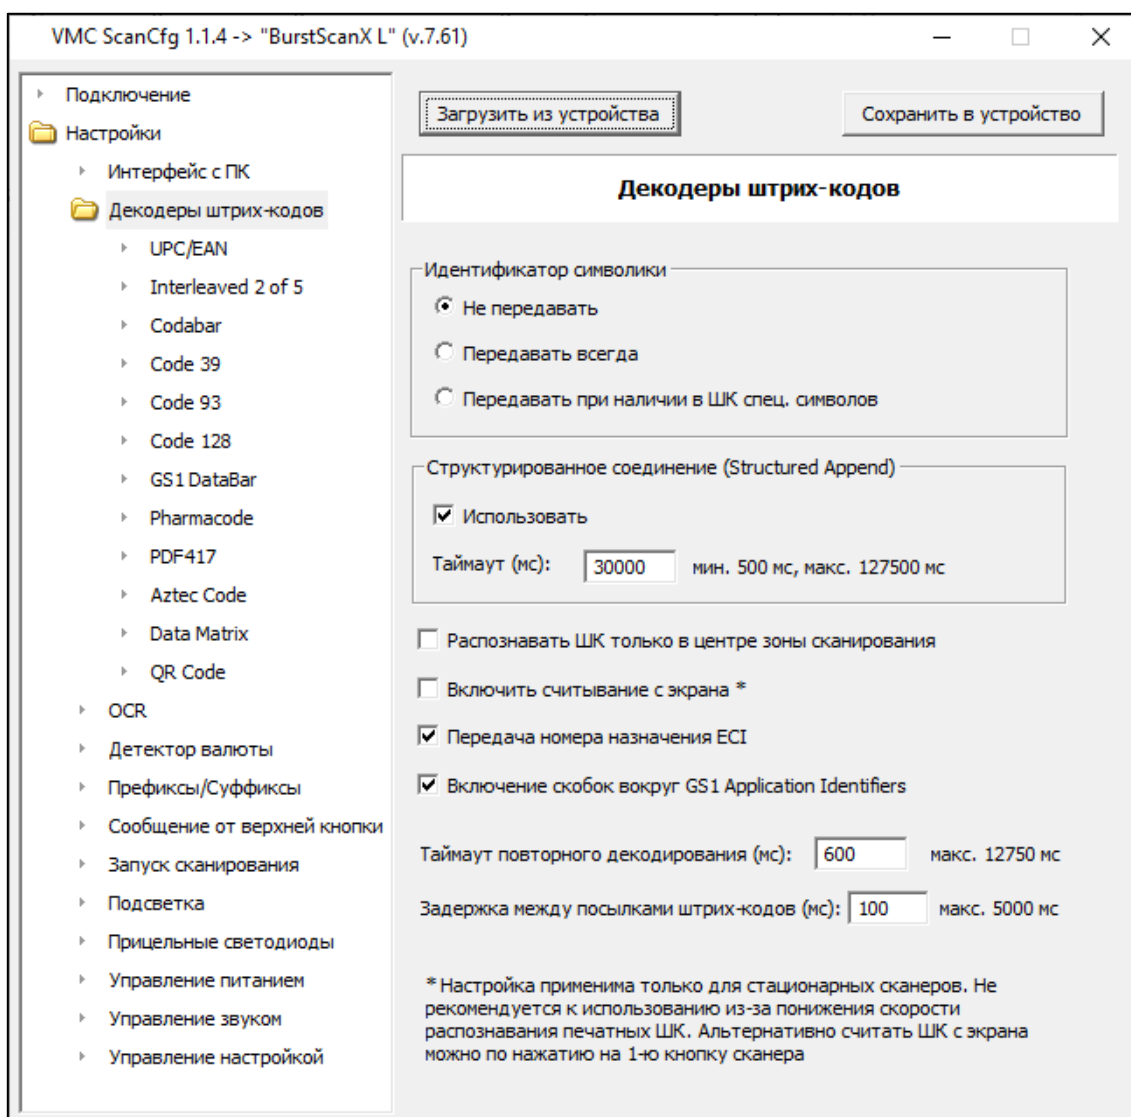 VMC ScanCfg 1.1.4 -> "BurstScanX L" (v.7.61)
Подключение
Настройки
Интерфейс с ПК
Декодеры штрих-кодов
UPC/EAN
Interleaved 2 of 5
Codabar
Code 39
Code 93
Code 128
GS1 DataBar
Pharmacode
PDF417
Aztec Code
Data Matrix
QR Code
OCR
Детектор валюты
Префиксы/Суффиксы
Сообщение от верхней кнопки
Запуск сканирования
Подсветка
Прицельные светодиоды
Управление питанием
Управление звуком
Управление настройкой
Загрузить из устройства
Сохранить в устройство
Декодеры штрих-кодов
Идентификатор символики
Не передавать
Передавать всегда
Передавать при наличии в ШК спец. символов
Структурированное соединение (Structured Append)
Использовать
Таймаут (мс): 30000 мин. 500 мс, макс. 127500 мс
Распознавать ШК только в центре зоны сканирования
Включить считывание с экрана *
Передача номера назначения ECI
Включение скобок вокруг GS1 Application Identifiers
Таймаут повторного декодирования (мс): 600 макс. 12750 мс
Задержка между посылками штрих-кодов (мс): 100 макс. 5000 мс
* Настройка применима только для стационарных сканеров. Не
рекомендуется к использованию из-за понижения скорости
распознавания печатных ШК. Альтернативно считать ШК с экрана
можно по нажатию на 1-ю кнопку сканера